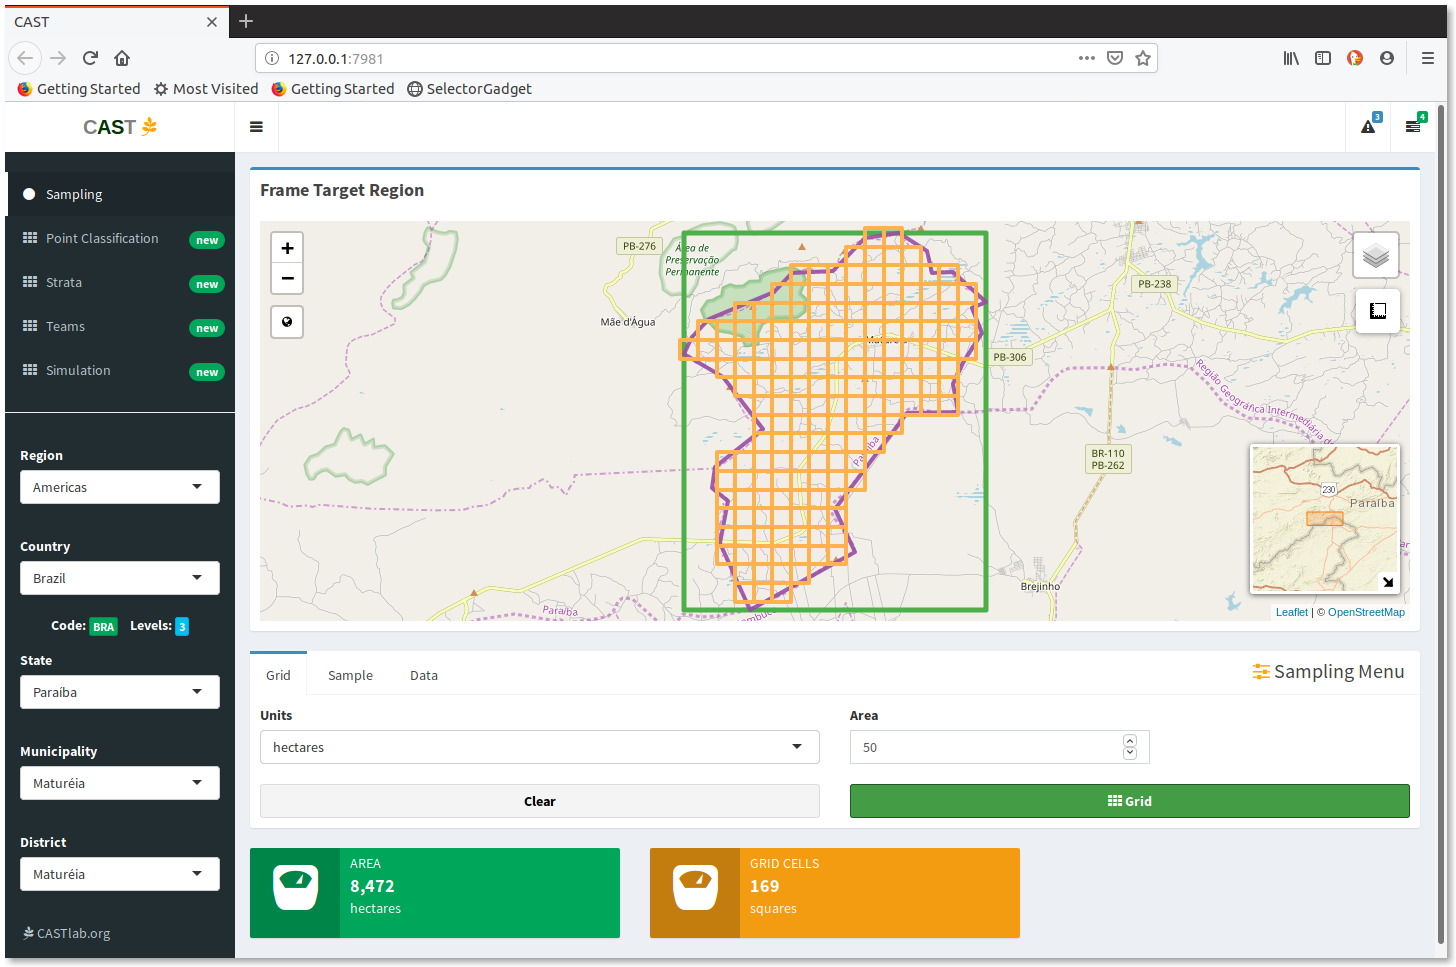 CAST
127.0.0.1:7981
Getting Started Most Visited Getting Started SelectorGadget
CAST
3
4
Sampling
Point Classification new
Strata new
Teams new
Simulation new
Region
Americas
Country
Brazil
Code: BRA Levels: 3
State
Paraíba
Municipality
Maturéia
District
Maturéia
CASTlab.org
Frame Target Region
+
−
PB-276
Área de
Preservação
Permanente
Mãe d'Água
PB-238
PB-306
Região Geográfica Intermediária d
Paraíba
BR-110
PB-262
230
Paraíba
Brejinho
Paraíba
Leaflet | © OpenStreetMap
Grid Sample Data
Sampling Menu
Units
hectares
Area
50
Clear
Grid
AREA
8,472
hectares
GRID CELLS
169
squares